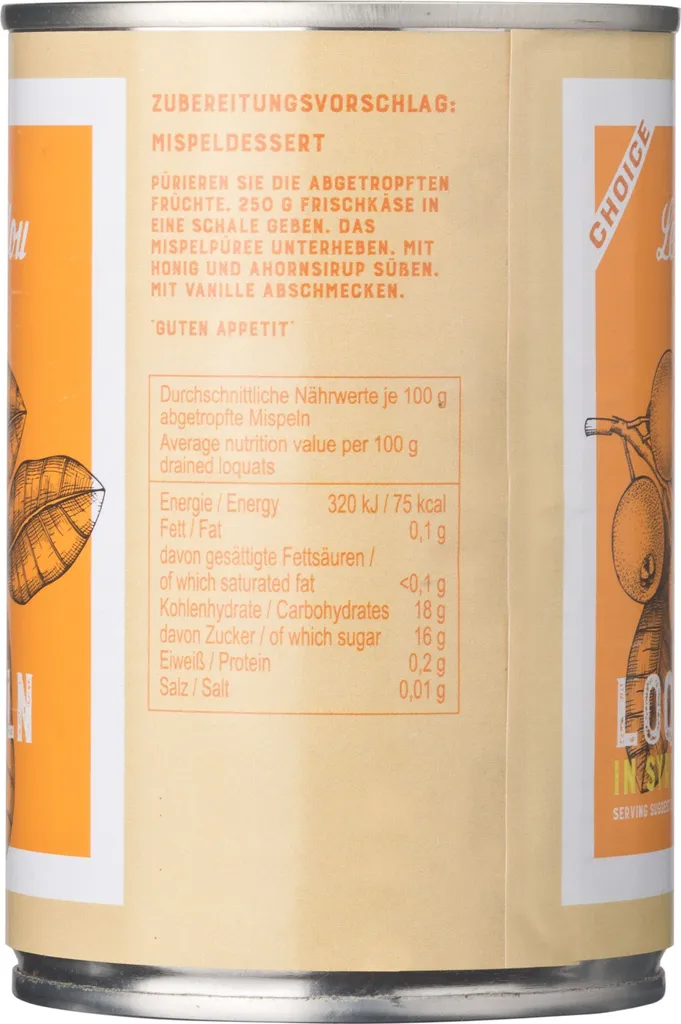 ZUBEREITUNGSVORSCHLAG:
MISPELDESSERT
PÜRIEREN SIE DIE ABGETROPFTEN
FRÜCHTE. 250 G FRISCHKÄSE IN
EINE SCHALE GEBEN. DAS
MISPELPÜREE UNTERHEBEN. MIT
HONIG UND AHORNSIRUP SÜßEN.
MIT VANILLE ABSCHMECKEN.
"GUTEN APPETIT"
Durchschnittliche Nährwerte je 100 g
abgetropfte Mispeln
Average nutrition value per 100 g
drained loquats
Energie / Energy 320 kJ / 75 kcal
Fett / Fat 0,1 g
davon gesättigte Fettsäuren /
of which saturated fat <0,1 g
Kohlenhydrate / Carbohydrates 18 g
davon Zucker / of which sugar 16 g
Eiweiß / Protein 0,2 g
Salz / Salt 0,01 g
CHOICE
IN
SERVING